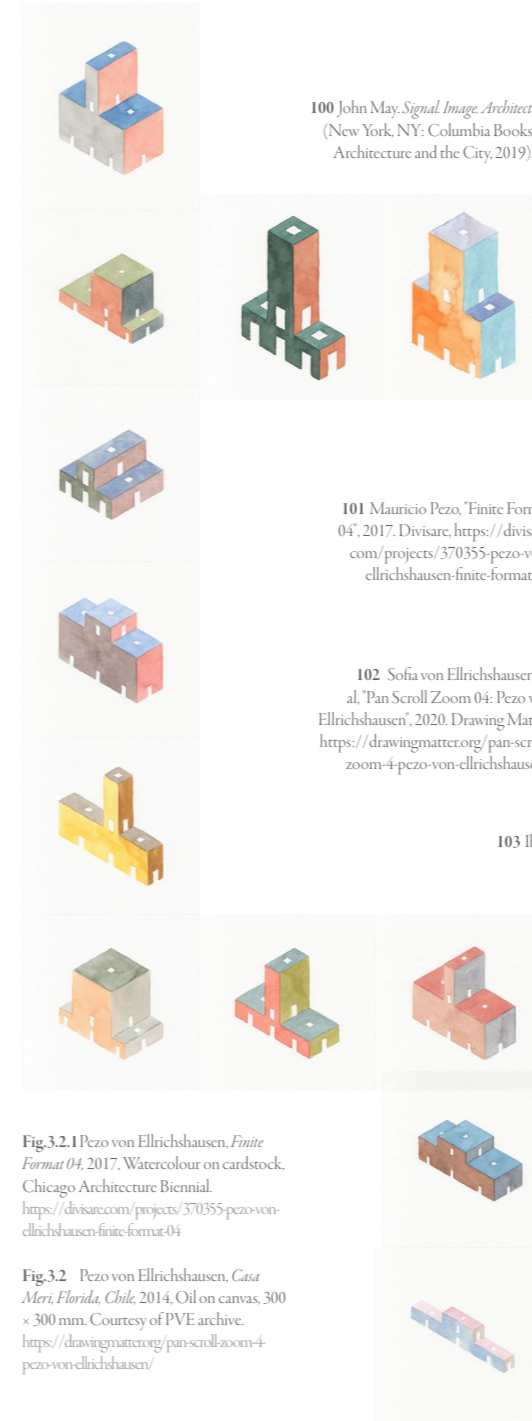 100 John May. Signal. Image. Architect
(New York, NY: Columbia Books
Architecture and the City, 2019).
101 Mauricio Pezo, "Finite Form
04", 2017. Divisare, https://divis
com/projects/370355-pezo-v
ellrichshausen-finite-format
102 Sofia von Ellrichshausen
al, "Pan Scroll Zoom 04: Pezo v
Ellrichshausen", 2020. Drawing Mat
https://drawingmatter.org/pan-scr
zoom-4-pezo-von-ellrichshause
103
Fig.3.2.1 Pezo von Ellrichshausen, Finite
Format 04, 2017, Watercolour on cardstock,
Chicago Architecture Biennial.
https://divisare.com/projects/370355-pezo-von-
ellrichshausen-finite-format-04
Fig.3.2 Pezo von Ellrichshausen, Casa
Meri, Florida, Chile, 2014, Oil on canvas, 300
× 300 mm. Courtesy of PVE archive.
https://drawingmatter.org/pan-scroll-zoom-4-
pezo-von-ellrichshausen/